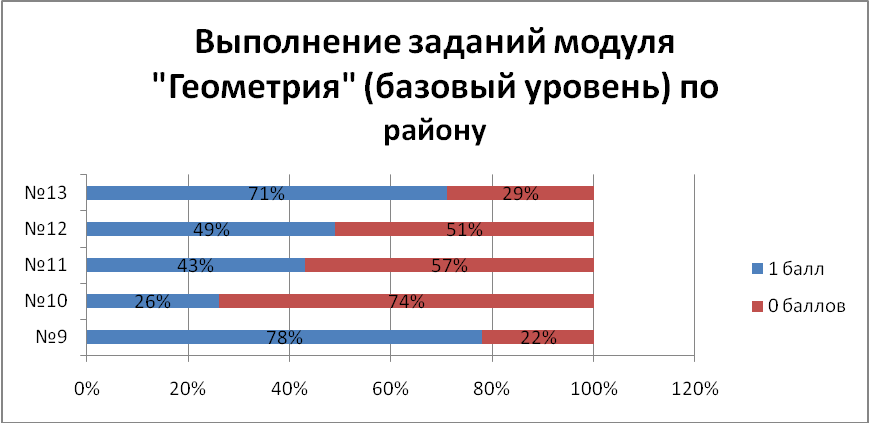 Выполнение заданий модуля
"Геометрия" (базовый уровень) по
району
№13 71% 29%
№12 49% 51%
№11 43% 57%
№10 26% 74%
№9 78% 22%
0% 20% 40% 60% 80% 100% 120%
1 балл
0 баллов